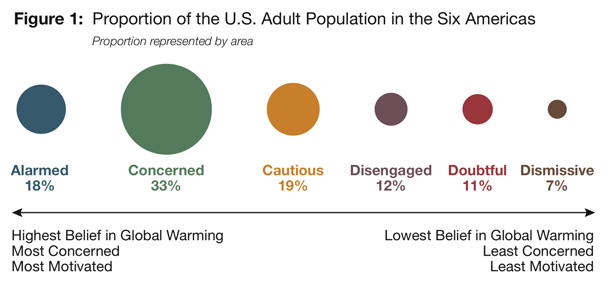 Figure 1: Proportion of the U.S. Adult Population in the Six Americas
Proportion represented by area
Alarmed
18%
Concerned
33%
Cautious
19%
Disengaged
12%
Doubtful
11%
Dismissive
7%
Highest Belief in Global Warming
Most Concerned
Most Motivated
Lowest Belief in Global Warming
Least Concerned
Least Motivated